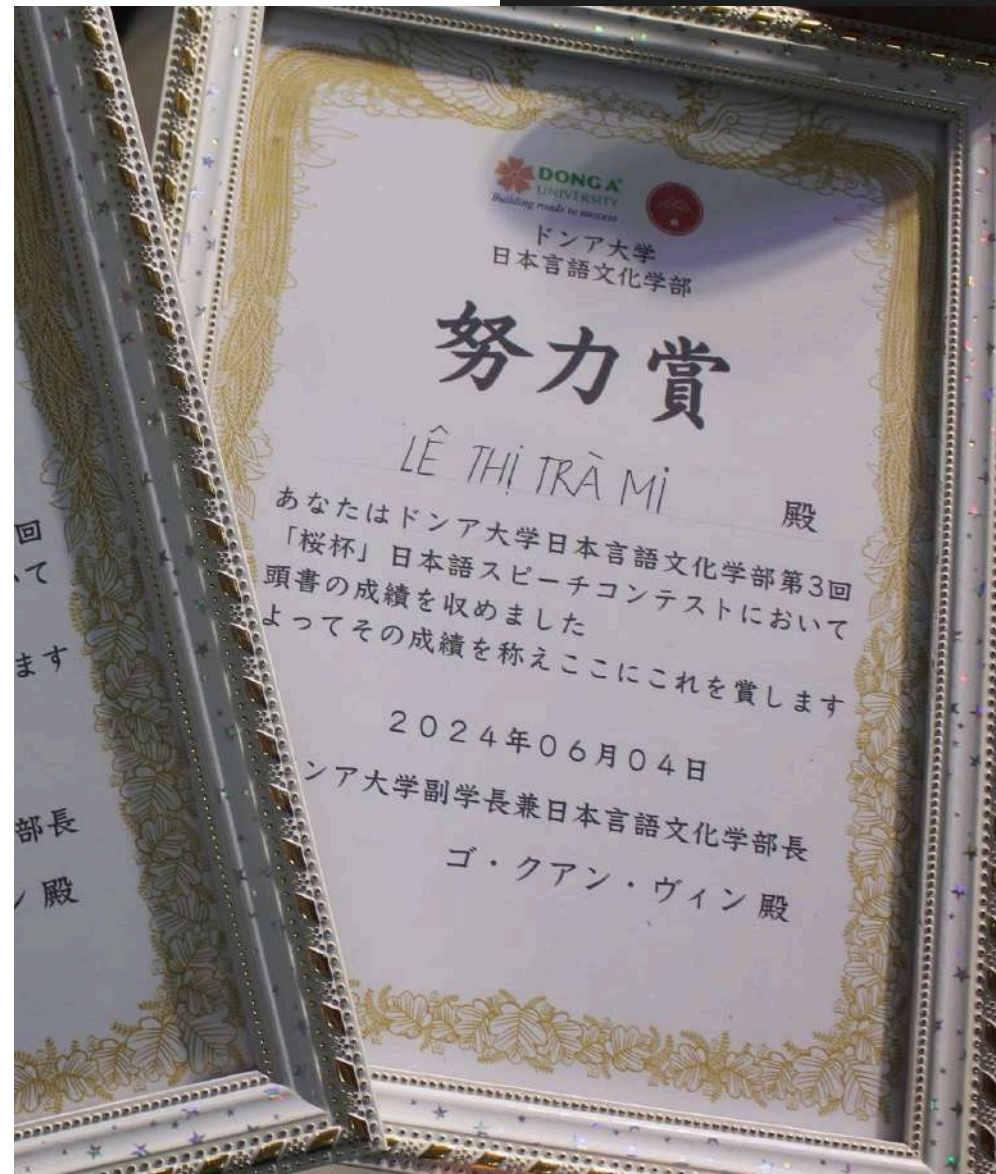 回
いて
ます
部長
ン 殿
DONG A
UNIVERSITY
Building roads to success
ドンア大学
日本言語文化学部
努力賞
LÊ THỊ TRÀ MI 殿
あなたはドンア大学日本言語文化学部第3回
「桜杯」日本語スピーチコンテストにおいて
頭書の成績を収めました
よってその成績を称えここにこれを賞します
2024年06月04日
ンア大学副学長兼日本言語文化学部長
ゴ・クアン・ヴィン 殿